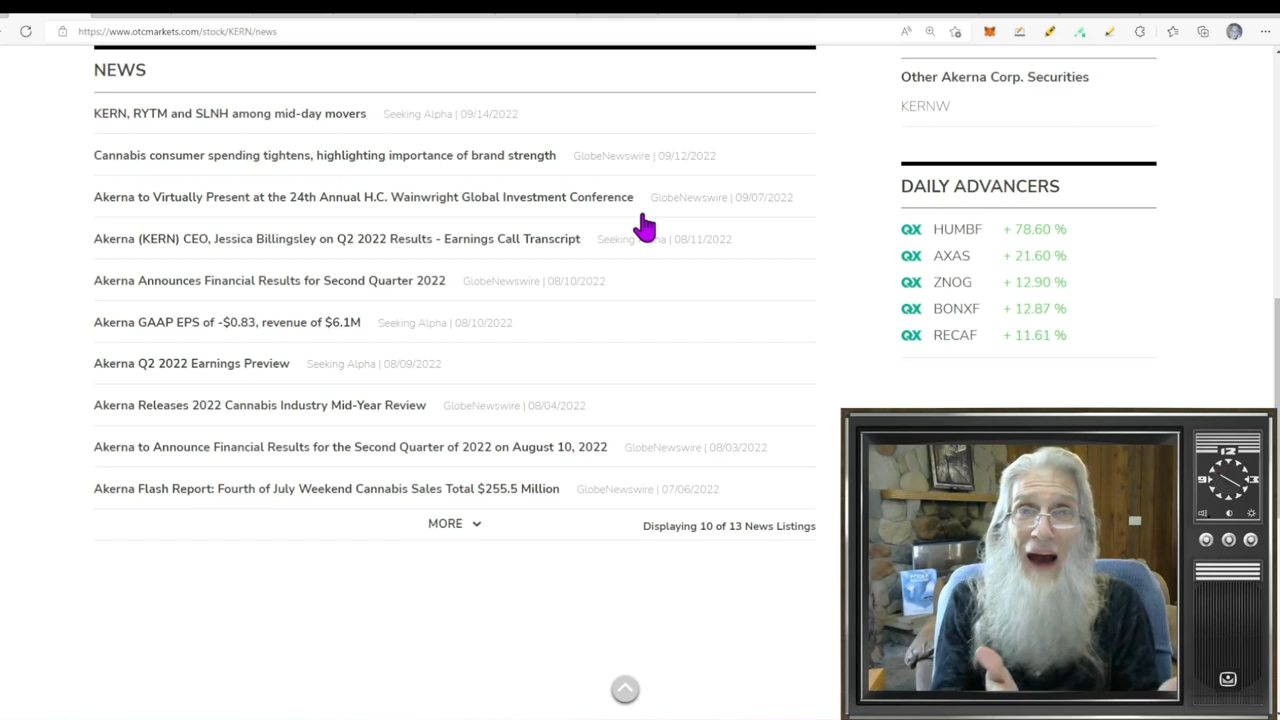 https://www.otcmarkets.com/stock/KERN/news
NEWS
KERN, RYTM and SLNH among mid-day movers Seeking Alpha | 09/14/2022
Cannabis consumer spending tightens, highlighting importance of brand strength GlobeNewswire | 09/12/2022
Akerna to Virtually Present at the 24th Annual H.C. Wainwright Global Investment Conference GlobeNewswire | 09/07/2022
Akerna (KERN) CEO, Jessica Billingsley on Q2 2022 Results - Earnings Call Transcript Seeking | 08/11/2022
Akerna Announces Financial Results for Second Quarter 2022 GlobeNewswire | 08/10/2022
Akerna GAAP EPS of -$0.83, revenue of $6.1M Seeking Alpha | 08/10/2022
Akerna Q2 2022 Earnings Preview Seeking Alpha | 08/09/2022
Akerna Releases 2022 Cannabis Industry Mid-Year Review GlobeNewswire | 08/04/2022
Akerna to Announce Financial Results for the Second Quarter of 2022 on August 10, 2022 GlobeNewswire | 08/03/2022
Akerna Flash Report: Fourth of July Weekend Cannabis Sales Total $255.5 Million GlobeNewswire | 07/06/2022
MORE
Displaying 10 of 13 News Listings
Other Akerna Corp. Securities
KERNW
DAILY ADVANCERS
QX HUMBF + 78.60 %
QX AXAS + 21.60 %
QX ZNOG + 12.90 %
QX BONXF + 12.87 %
QX RECAF + 11.61 %
12
9 3